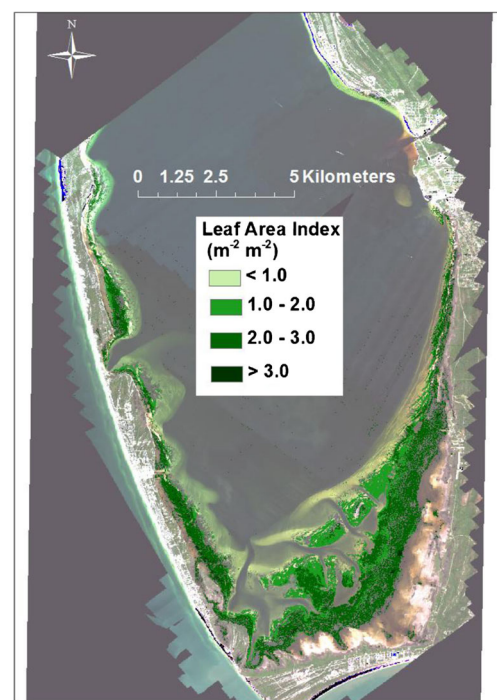 N
0 1.25 2.5 5 Kilometers
Leaf Area Index
(m⁻² m⁻²)
< 1.0
1.0 - 2.0
2.0 - 3.0
> 3.0